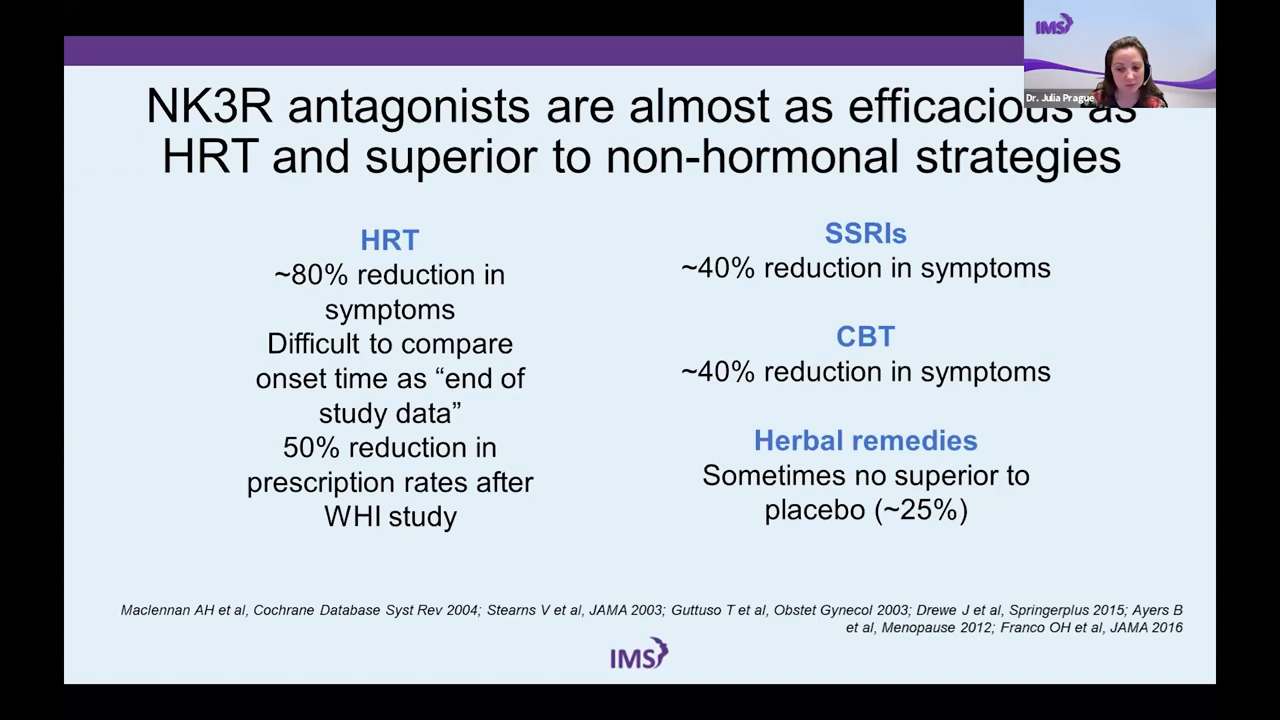 IMS
Dr. Julia Prague
NK3R antagonists are almost as efficacious as
HRT and superior to non-hormonal strategies
HRT
~80% reduction in
symptoms
Difficult to compare
onset time as “end of
study data”
50% reduction in
prescription rates after
WHI study
SSRIs
~40% reduction in symptoms
CBT
~40% reduction in symptoms
Herbal remedies
Sometimes no superior to
placebo (~25%)
Maclennan AH et al, Cochrane Database Syst Rev 2004; Stearns V et al, JAMA 2003; Guttuso T et al, Obstet Gynecol 2003; Drewe J et al, Springerplus 2015; Ayers B
et al, Menopause 2012; Franco OH et al, JAMA 2016
IMS